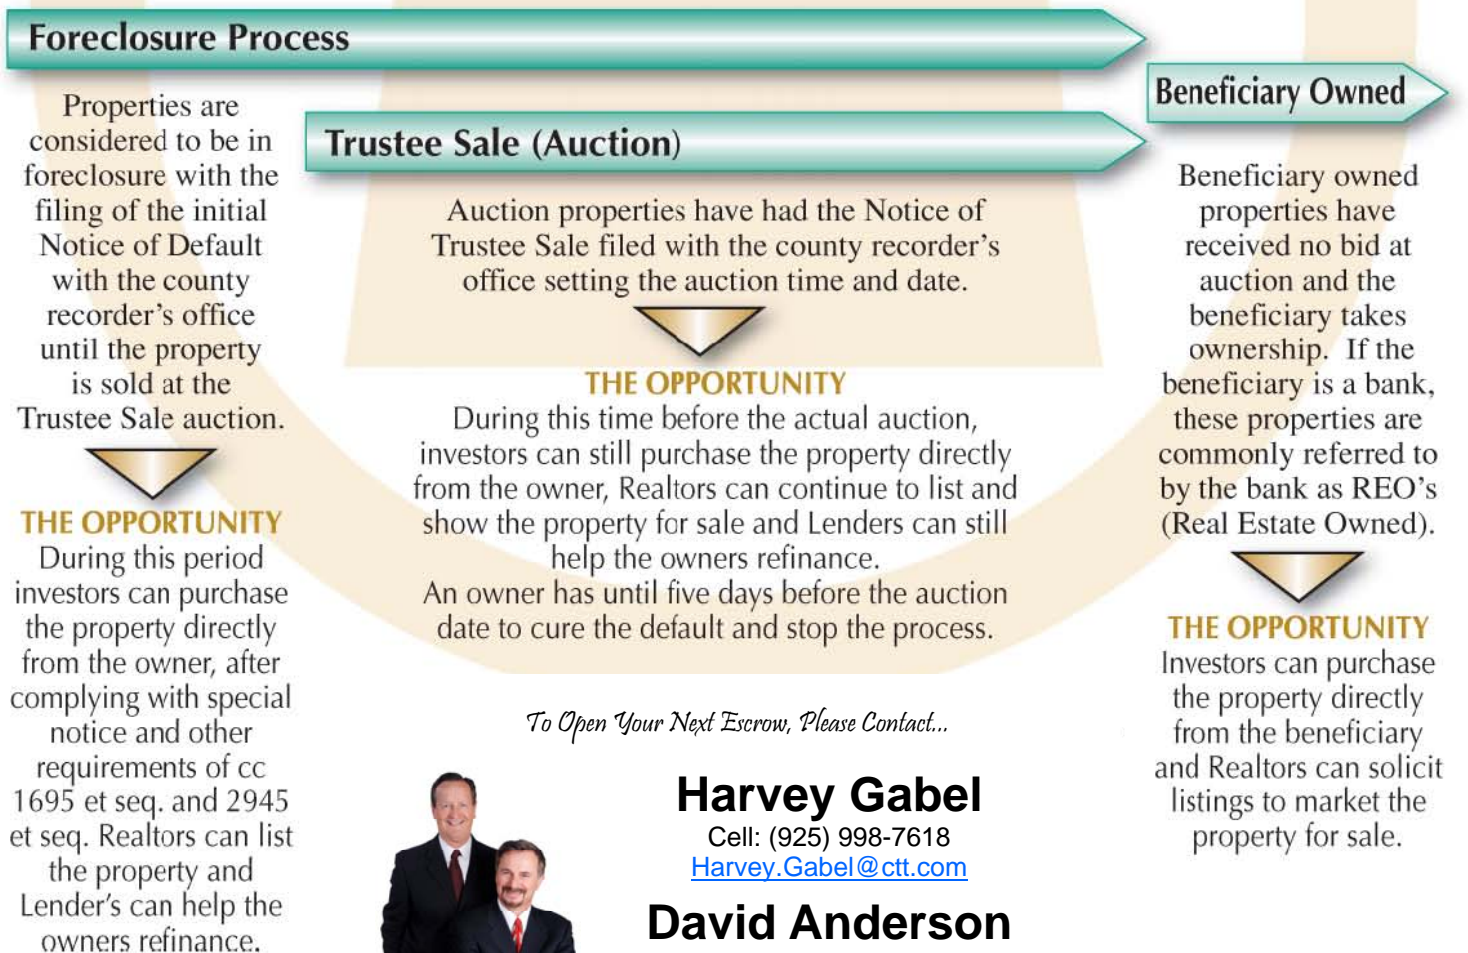 Foreclosure Process
Properties are
considered to be in
foreclosure with the
filing of the initial
Notice of Default
with the county
recorder's office
until the property
is sold at the
Trustee Sale auction.
THE OPPORTUNITY
During this period
investors can purchase
the property directly
from the owner, after
complying with special
notice and other
requirements of cc
1695 et seq. and 2945
et seq. Realtors can list
the property and
Lender's can help the
owners refinance.
Trustee Sale (Auction)
Auction properties have had the Notice of
Trustee Sale filed with the county recorder's
office setting the auction time and date.
THE OPPORTUNITY
During this time before the actual auction,
investors can still purchase the property directly
from the owner, Realtors can continue to list and
show the property for sale and Lenders can still
help the owners refinance.
An owner has until five days before the auction
date to cure the default and stop the process.
Beneficiary Owned
Beneficiary owned
properties have
received no bid at
auction and the
beneficiary takes
ownership.  If the
beneficiary is a bank,
these properties are
commonly referred to
by the bank as REO's
(Real Estate Owned).
THE OPPORTUNITY
Investors can purchase
the property directly
from the beneficiary
and Realtors can solicit
listings to market the
property for sale.
To Open Your Next Escrow, Please Contact...
Harvey Gabel
Cell: (925) 998-7618
Harvey.Gabel@ctt.com
David Anderson